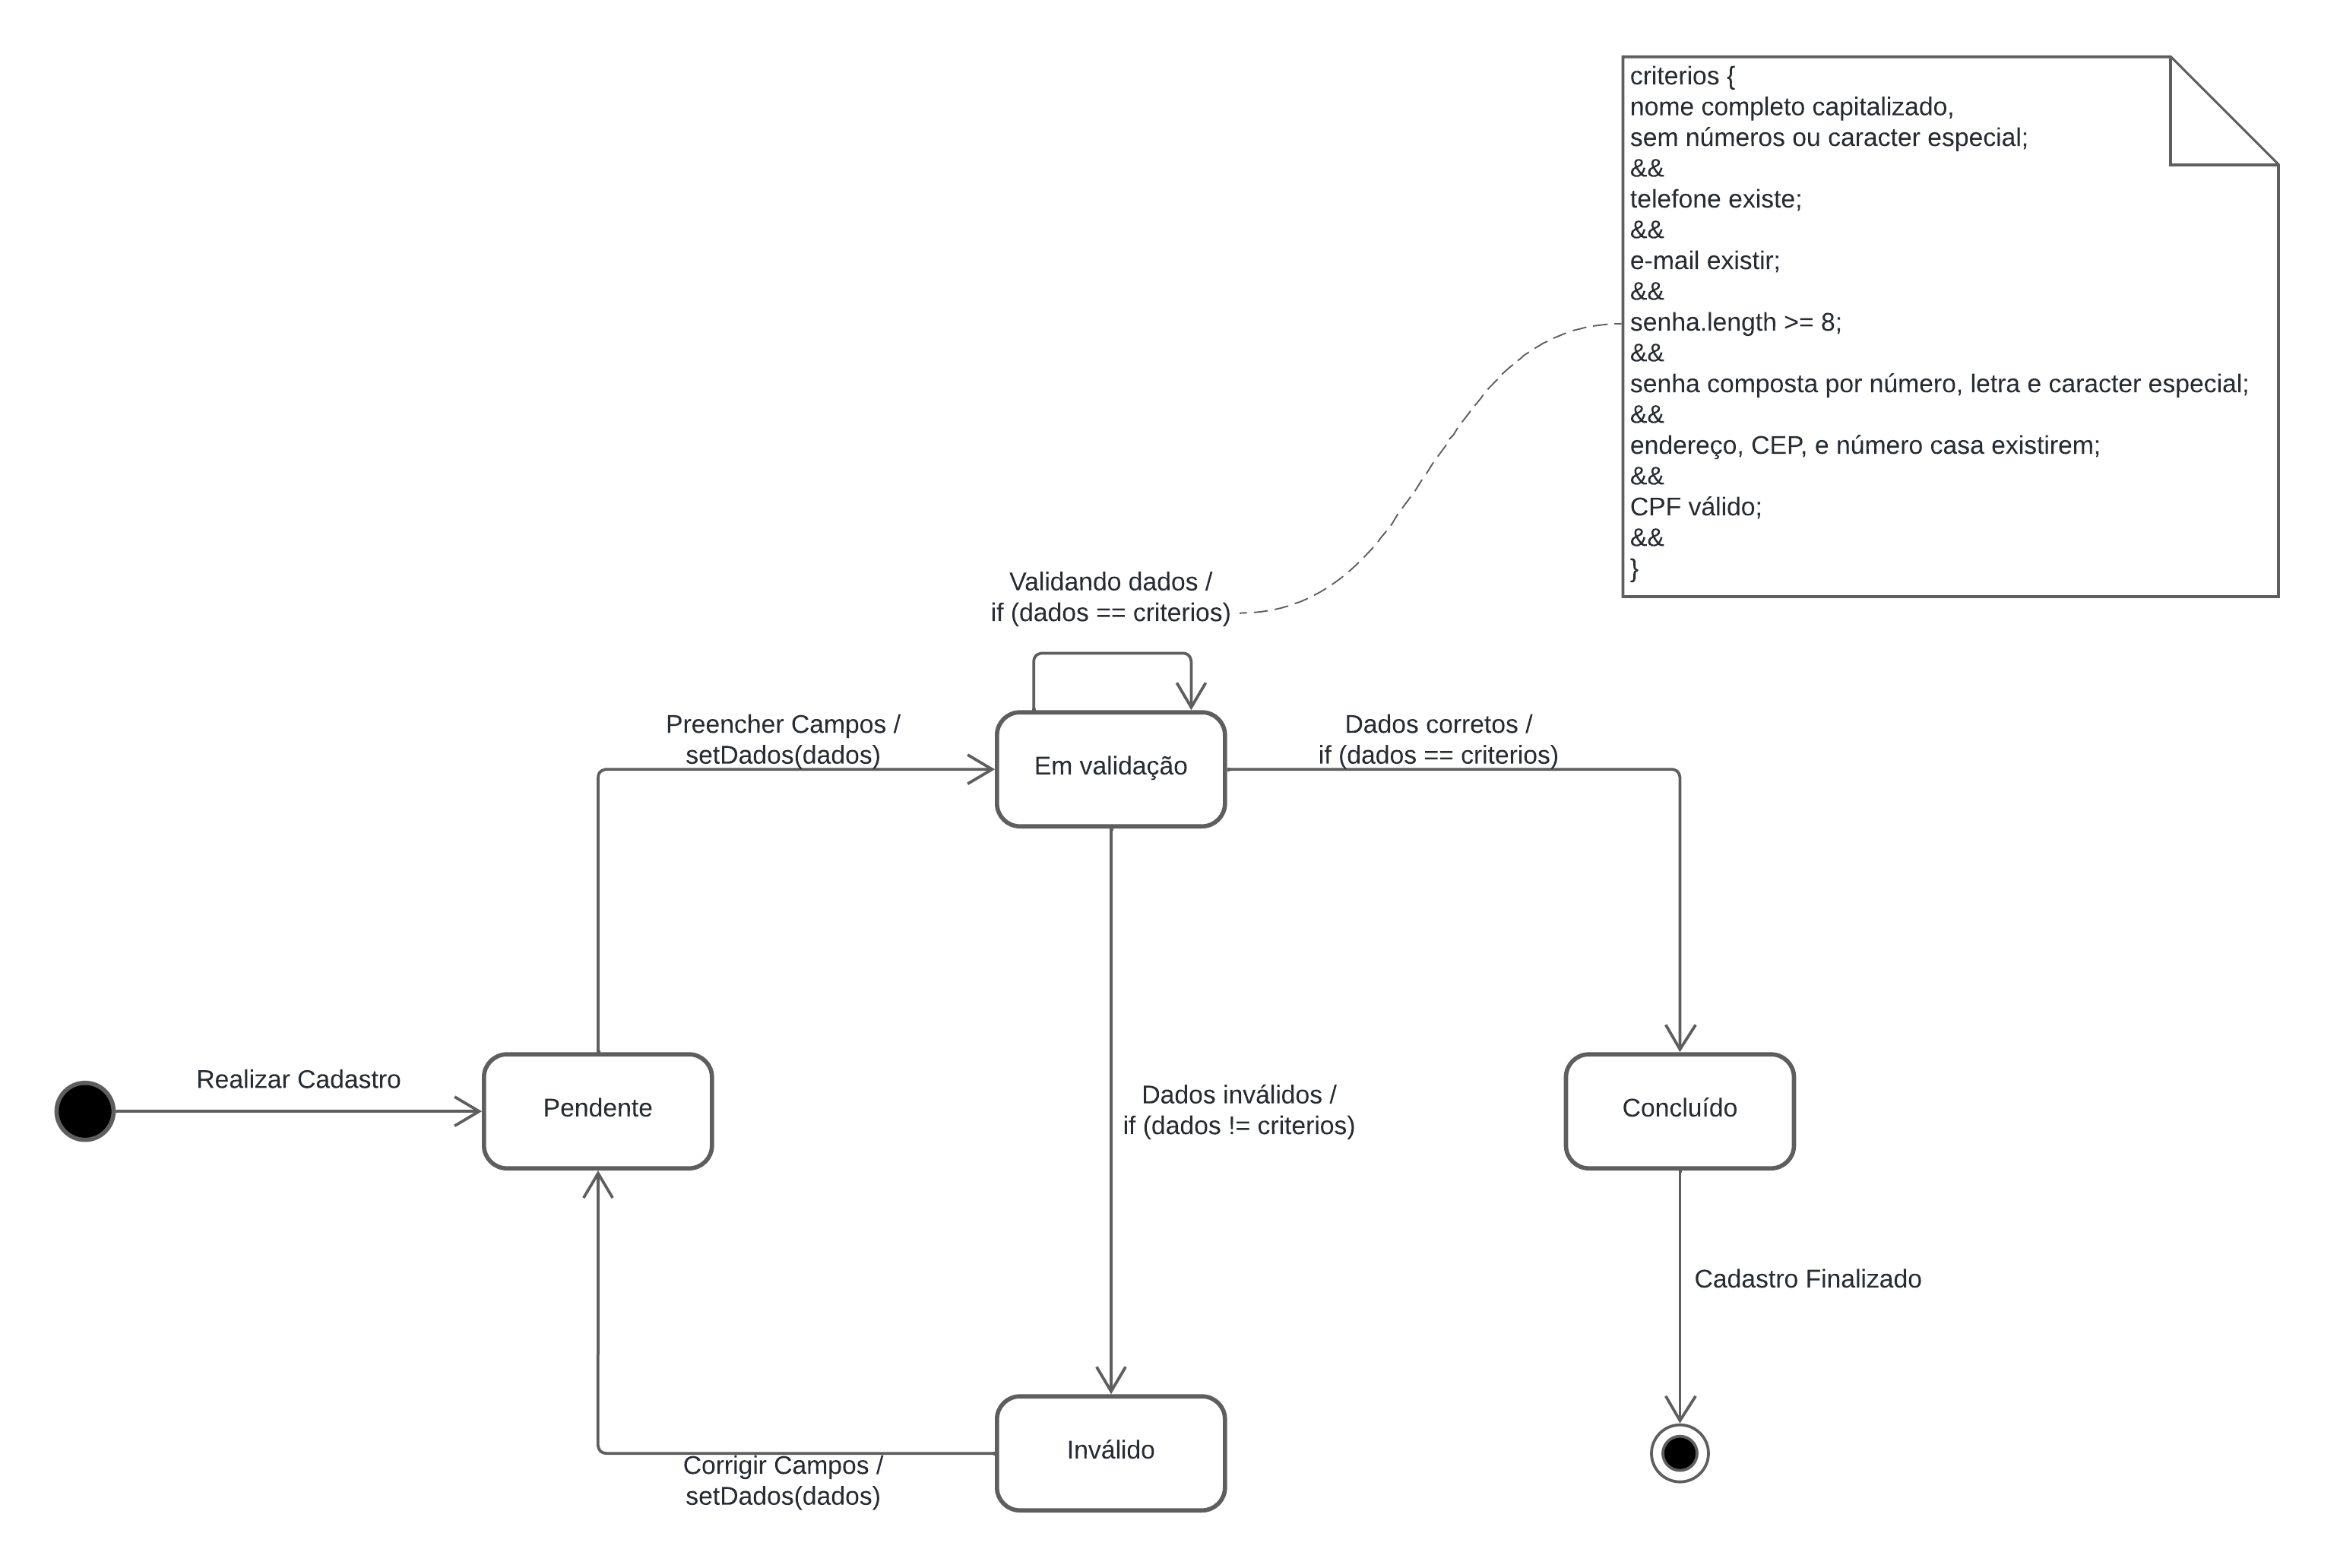 criterios {
nome completo capitalizado,
sem números ou caracter especial;
&&
telefone existe;
&&
e-mail existir;
&&
senha.length >= 8;
&&
senha composta por número, letra e caracter especial;
&&
endereço, CEP, e número casa existirem;
&&
CPF válido;
&&
}
Validando dados /
if (dados == criterios)
Preencher Campos /
setDados(dados)
Em validação
Dados corretos /
if (dados == criterios)
Realizar Cadastro
Pendente
Dados inválidos /
if (dados != criterios)
Concluído
Cadastro Finalizado
Corrigir Campos /
setDados(dados)
Inválido